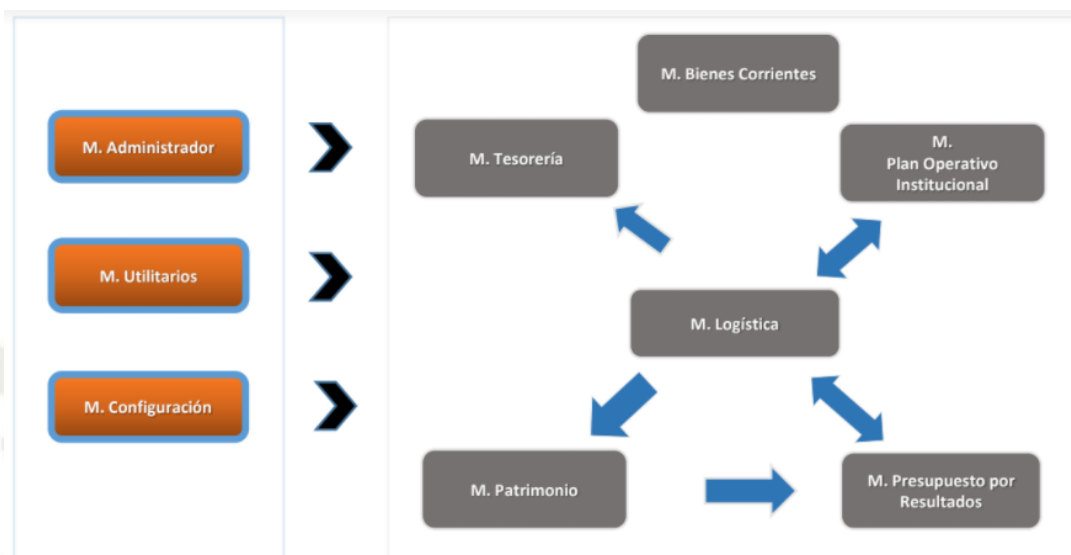 M. Administrador
M. Utilitarios
M. Configuración
M. Bienes Corrientes
M. Tesorería
M.
Plan Operativo
Institucional
M. Logística
M. Patrimonio
M. Presupuesto por
Resultados